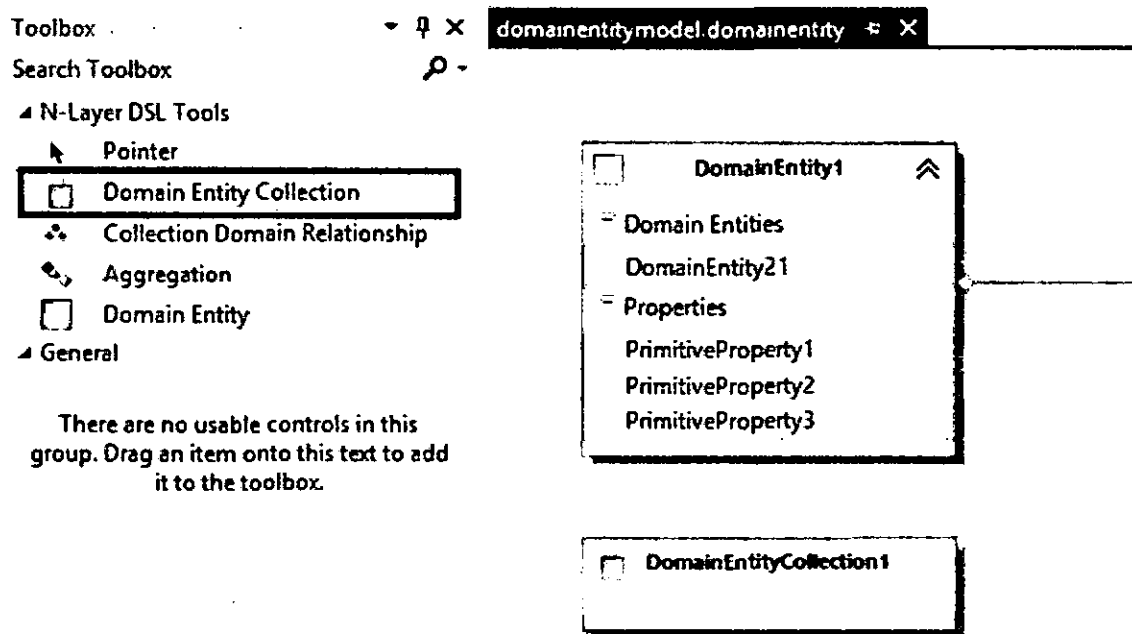 Toolbox
Search Toolbox
N-Layer DSL Tools
Pointer
Domain Entity Collection
Collection Domain Relationship
Aggregation
Domain Entity
General
There are no usable controls in this
group. Drag an item onto this text to add
it to the toolbox.
domainentitymodel.domainentity
DomainEntity1
Domain Entities
DomainEntity21
Properties
PrimitiveProperty1
PrimitiveProperty2
PrimitiveProperty3
DomainEntityCollection1